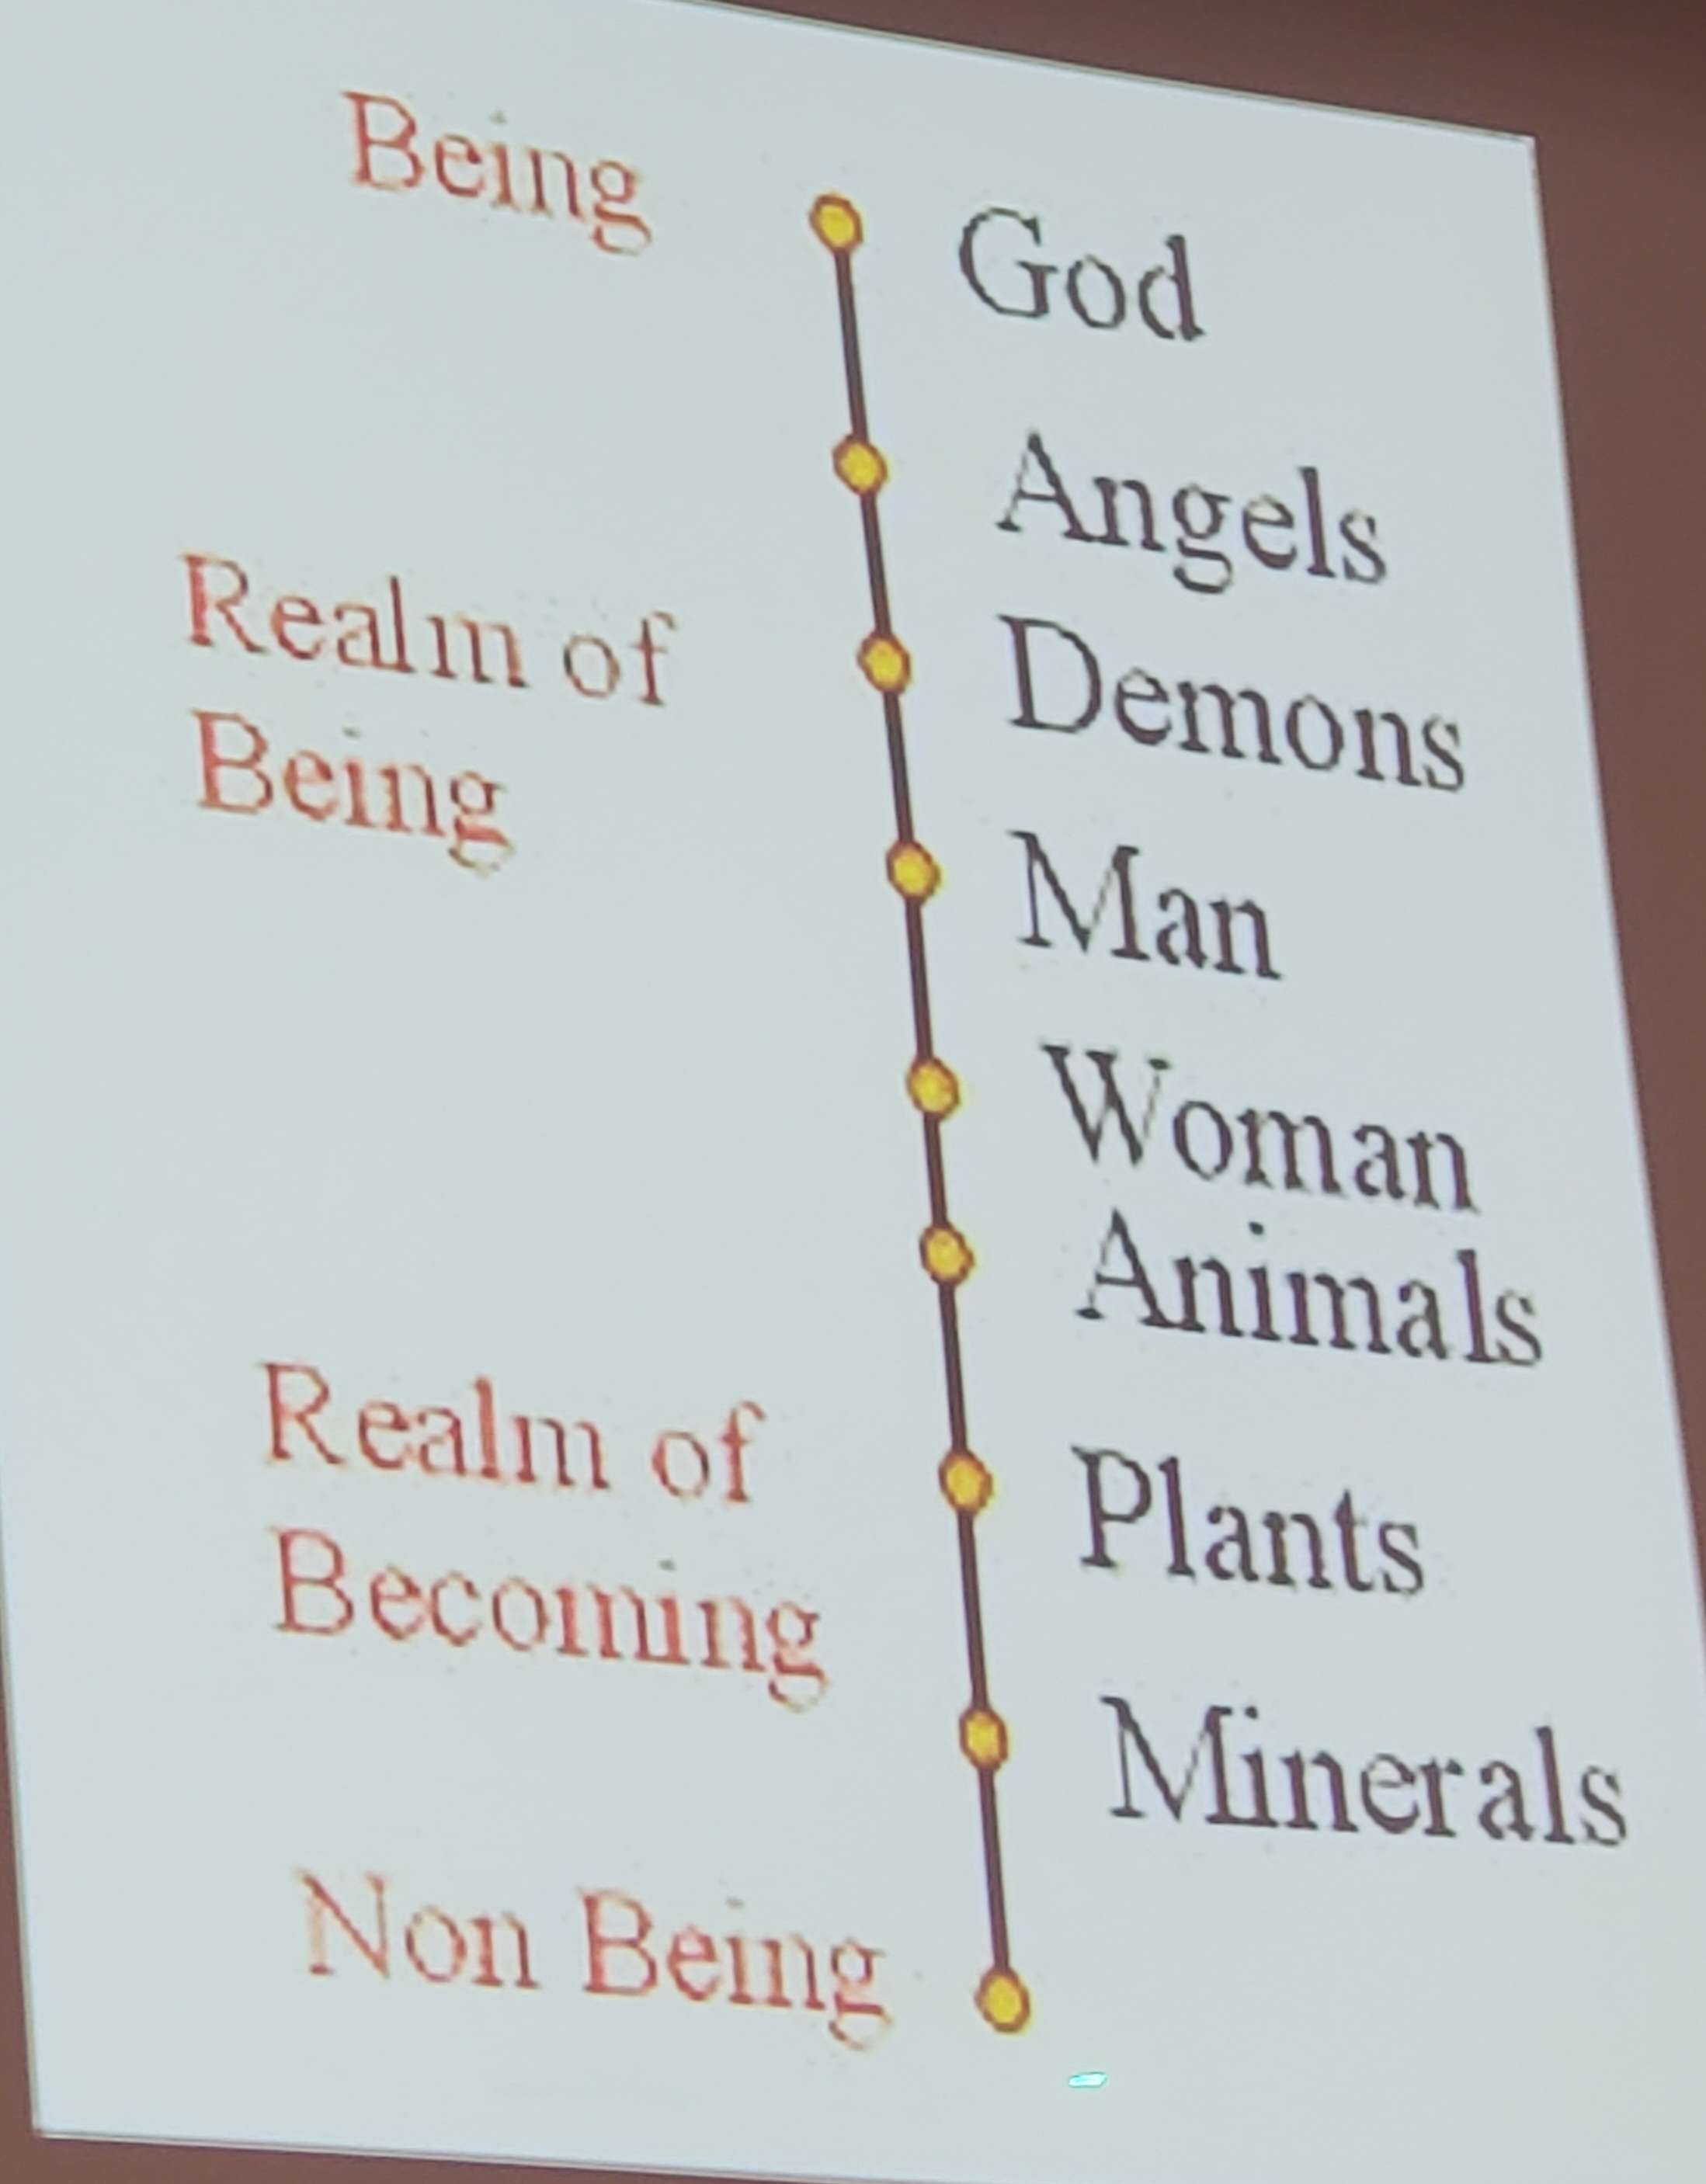 Being
God
Angels
Realm of
Being
Demons
Man
Woman
Animals
Realm of
Becoming
Plants
Minerals
Non Being